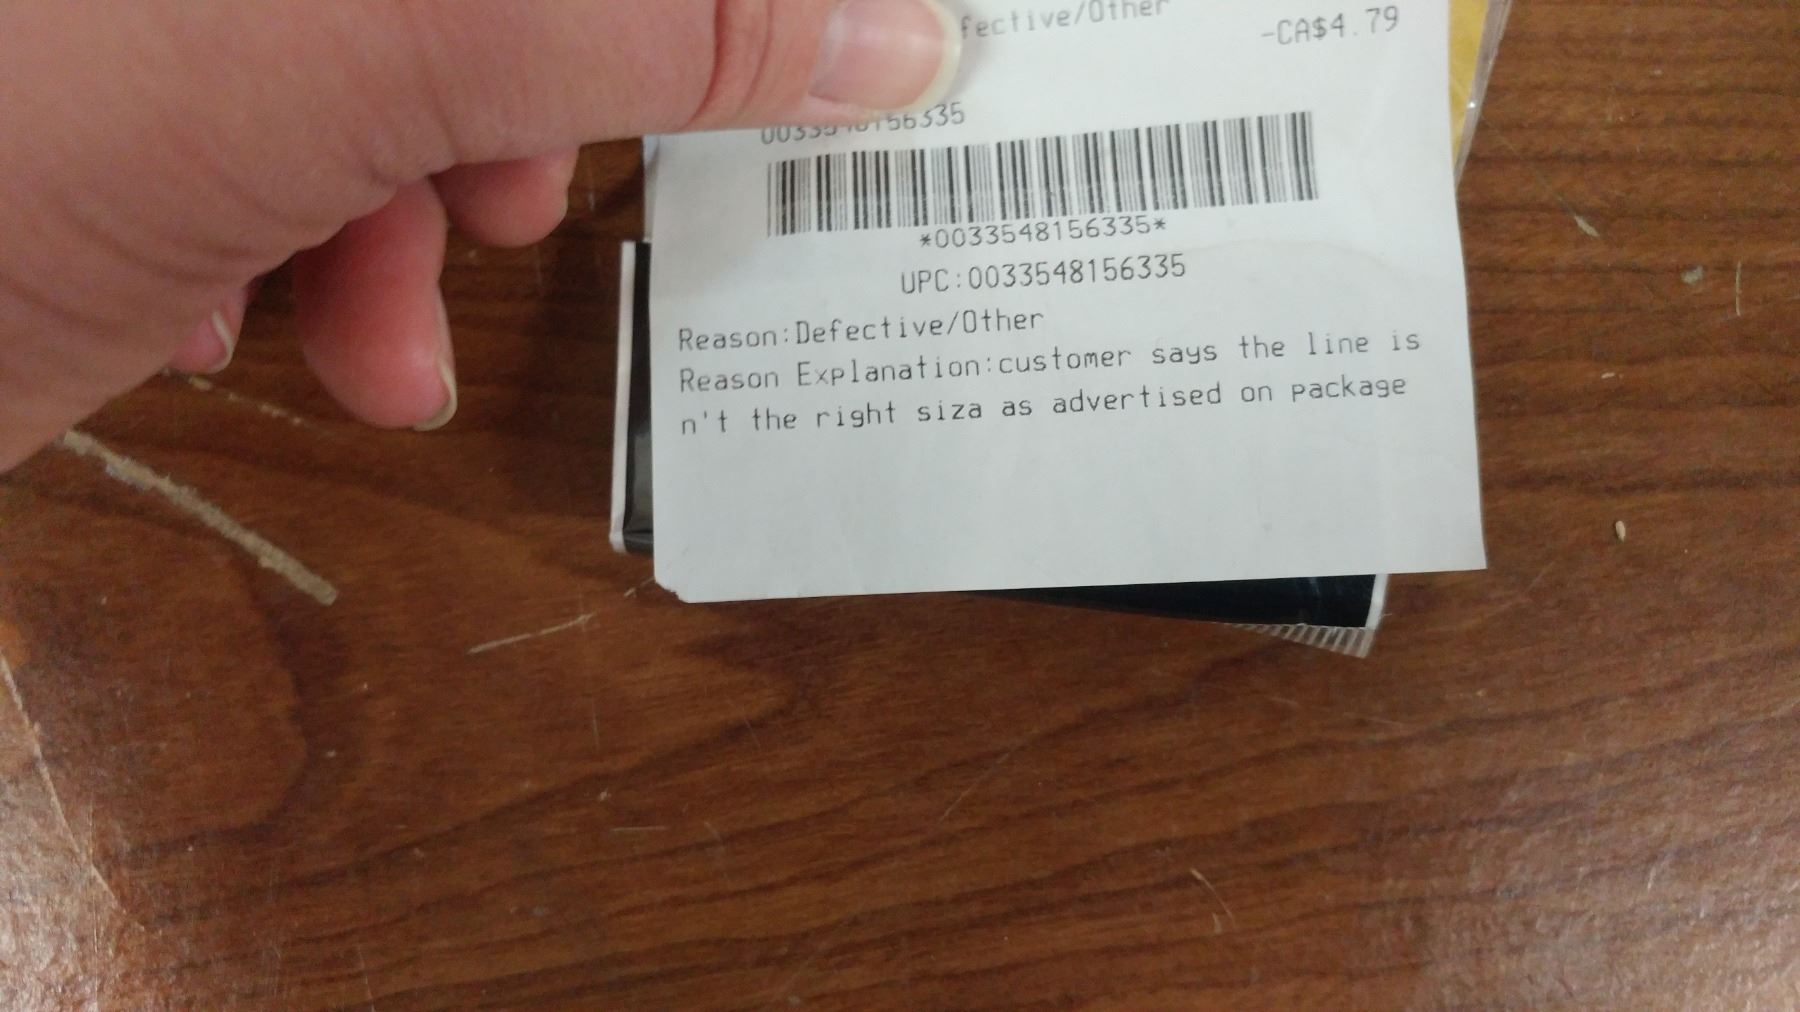 fective/Other
-CA$4.79
*0033548156335*
UPC:0033548156335
Reason:Defective/Other
Reason Explanation:customer says the line is
n't the right siza as advertised on package